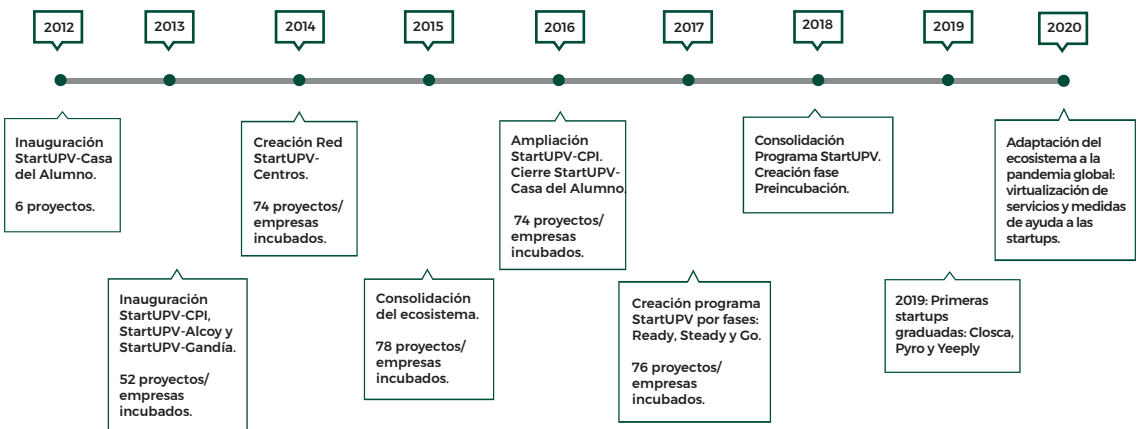 2012
2013
2014
2015
2016
2017
2018
2019
2020
Inauguración
StartUPV-Casa
del Alumno.
6 proyectos.
Inauguración
StartUPV-CPI,
StartUPV-Alcoy y
StartUPV-Gandía.
52 proyectos/
empresas
incubados.
Creación Red
StartUPV-
Centros.
74 proyectos/
empresas
incubados.
Consolidación
del ecosistema.
78 proyectos/
empresas
incubados.
Ampliación
StartUPV-CPI.
Cierre StartUPV-
Casa del Alumno.
74 proyectos/
empresas
incubados.
Creación programa
StartUPV por fases:
Ready, Steady y Go.
76 proyectos/
empresas
incubados.
Consolidación
Programa StartUPV.
Creación fase
Preincubación.
2019: Primeras
startups
graduadas: Closca,
Pyro y Yeeply
Adaptación del
ecosistema a la
pandemia global:
virtualización de
servicios y medidas
de ayuda a las
startups.